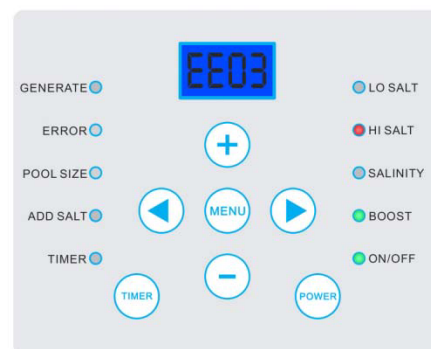 EE03
GENERATE
LO SALT
ERROR
HI SALT
+
POOL SIZE
SALINITY
ADD SALT
MENU
BOOST
TIMER
ON/OFF
−
TIMER
POWER